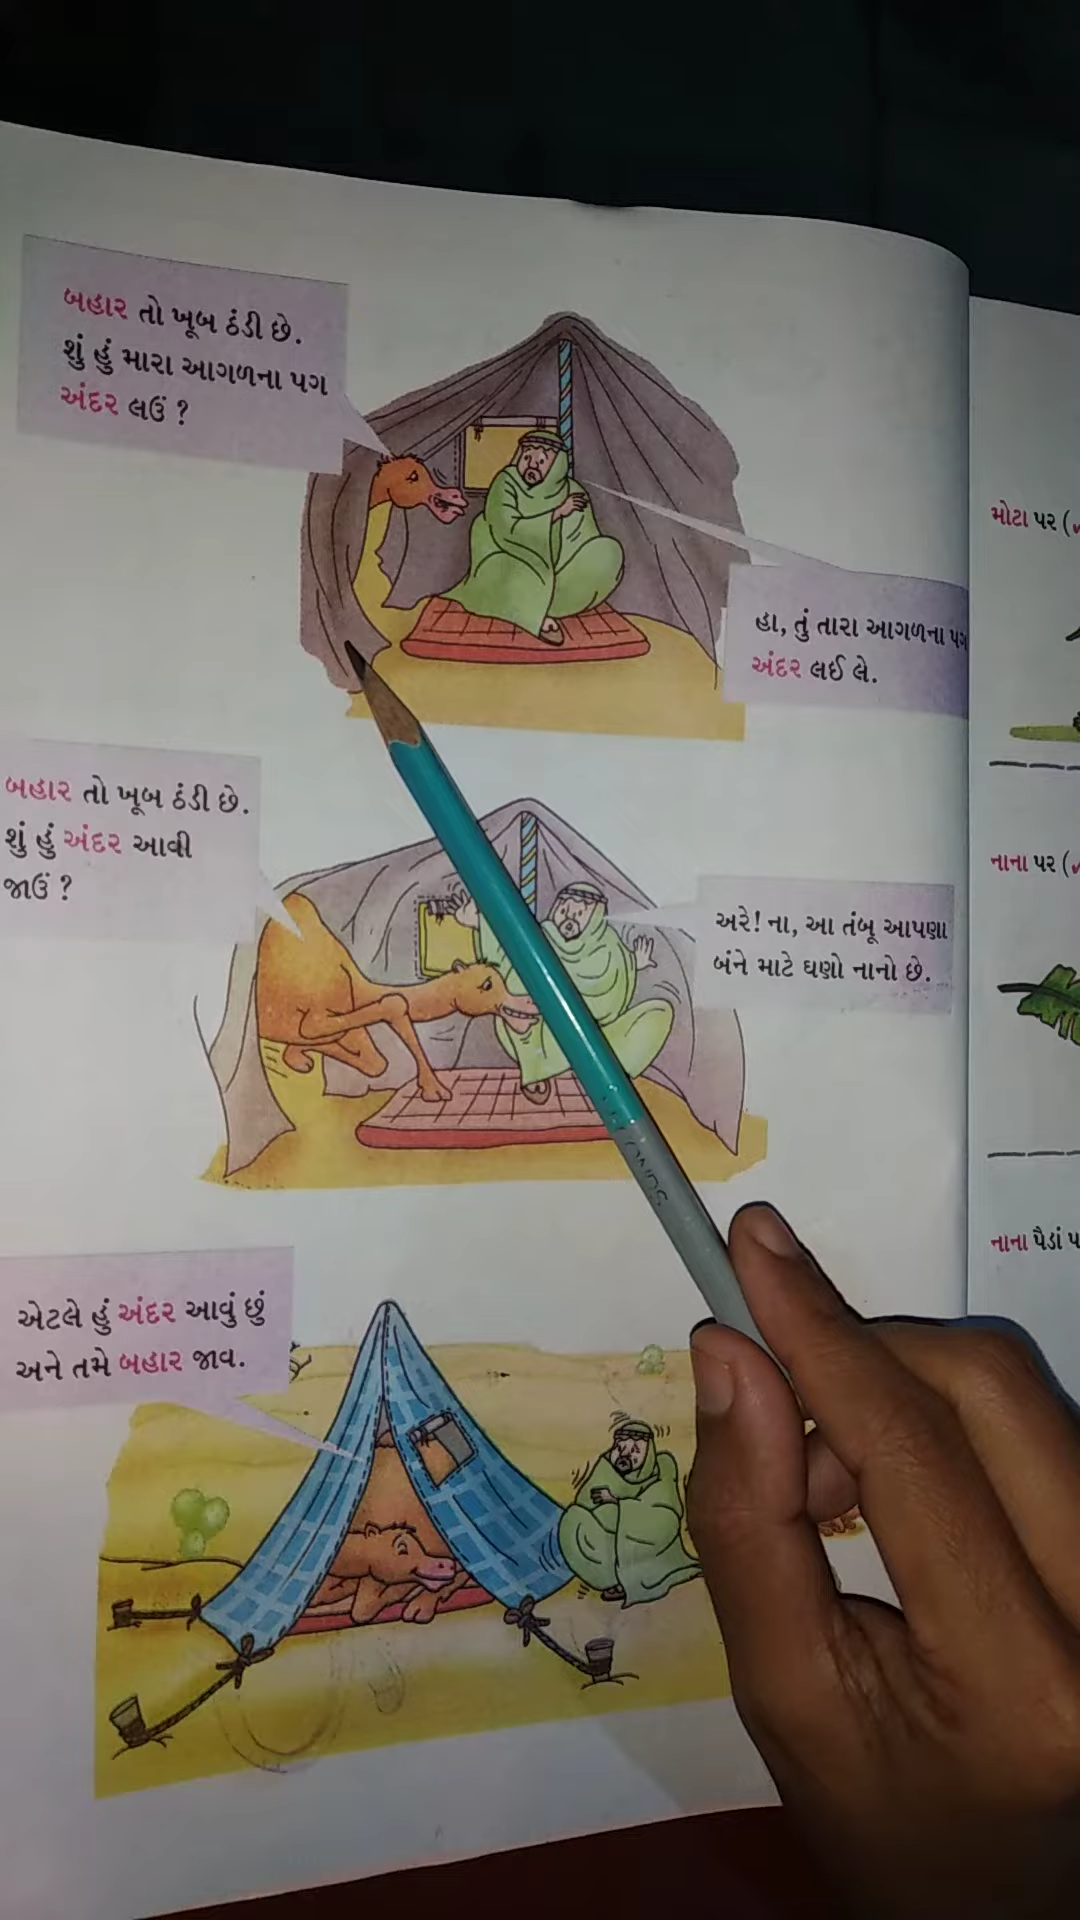 બહાર તો ખૂબ ઠંડી છે.
શું હું મારા આગળના પગ
અંદર લઉં ?
હા, તું તારા આગળના પગ
અંદર લઈ લે.
બહાર તો ખૂબ ઠંડી છે.
શું હું અંદર આવી
જાઉં ?
અરે! ના, આ તંબૂ આપણા
બંને માટે ઘણો નાનો છે.
એટલે હું અંદર આવું છું
અને તમે બહાર જાવ.
મોટા પર (
નાના પર (
નાના પૈડાં